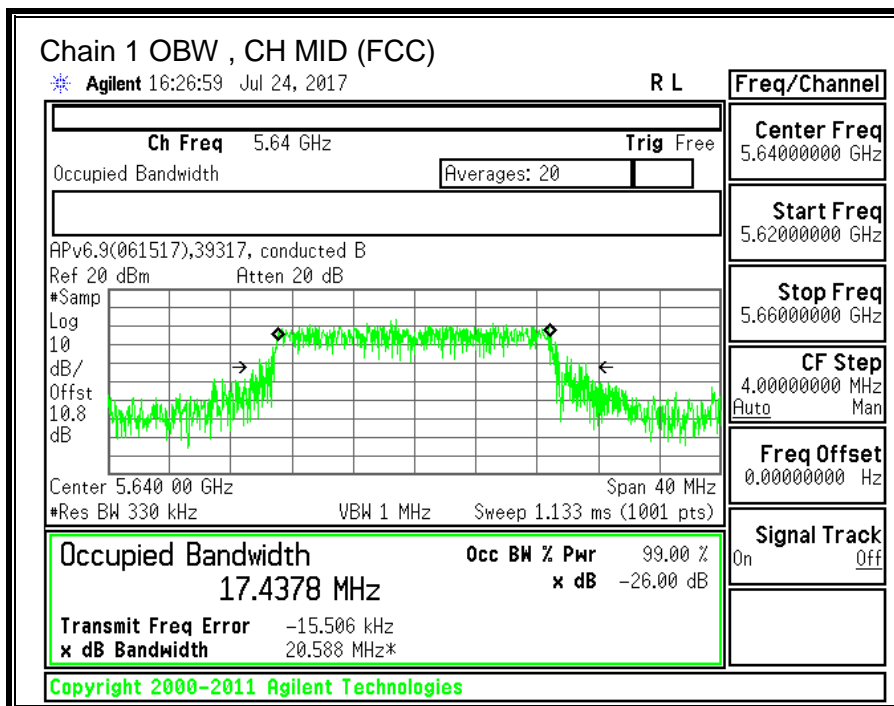 Chain 1 OBW , CH MID (FCC)
Agilent 16:26:59 Jul 24, 2017 R L
Ch Freq 5.64 GHz Trig Free
Occupied Bandwidth Averages: 20
APv6.9(061517),39317, conducted B
Ref 20 dBm Atten 20 dB
#Samp
Log
10
dB/
Offst
10.8
dB
Center 5.640 00 GHz Span 40 MHz
#Res BW 330 kHz VBW 1 MHz Sweep 1.133 ms (1001 pts)
Occupied Bandwidth Occ BW % Pwr 99.00 %
17.4378 MHz x dB -26.00 dB
Transmit Freq Error -15.506 kHz
x dB Bandwidth 20.588 MHz*
Copyright 2000-2011 Agilent Technologies
Freq/Channel
Center Freq
5.64000000 GHz
Start Freq
5.62000000 GHz
Stop Freq
5.66000000 GHz
CF Step
4.00000000 MHz
Auto Man
Freq Offset
0.00000000 Hz
Signal Track
On Off